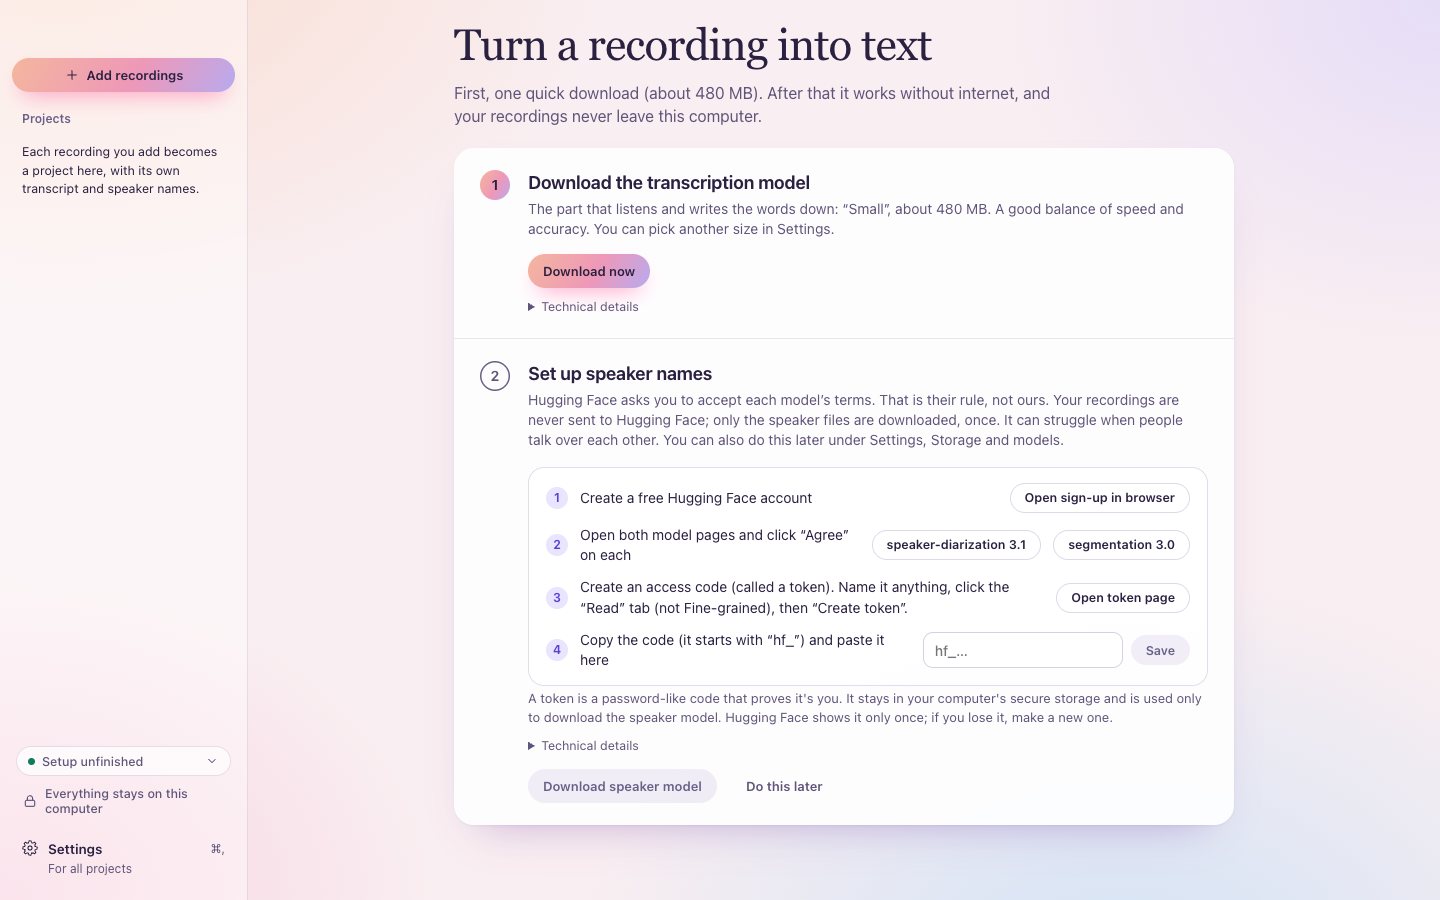 Add recordings
Projects
Each recording you add becomes
a project here, with its own
transcript and speaker names.
Setup unfinished
Everything stays on this
computer
Settings
⌘,
For all projects
Turn a recording into text
First, one quick download (about 480 MB). After that it works without internet, and
your recordings never leave this computer.
1
Download the transcription model
The part that listens and writes the words down: “Small”, about 480 MB. A good balance of speed and
accuracy. You can pick another size in Settings.
Download now
Technical details
2
Set up speaker names
Hugging Face asks you to accept each model’s terms. That is their rule, not ours. Your recordings are
never sent to Hugging Face; only the speaker files are downloaded, once. It can struggle when people
talk over each other. You can also do this later under Settings, Storage and models.
1
Create a free Hugging Face account
Open sign-up in browser
2
Open both model pages and click “Agree”
on each
speaker-diarization 3.1
segmentation 3.0
3
Create an access code (called a token). Name it anything, click the
“Read” tab (not Fine-grained), then “Create token”.
Open token page
4
Copy the code (it starts with “hf_”) and paste it
here
hf_...
Save
A token is a password-like code that proves it's you. It stays in your computer's secure storage and is used only
to download the speaker model. Hugging Face shows it only once; if you lose it, make a new one.
Technical details
Download speaker model
Do this later